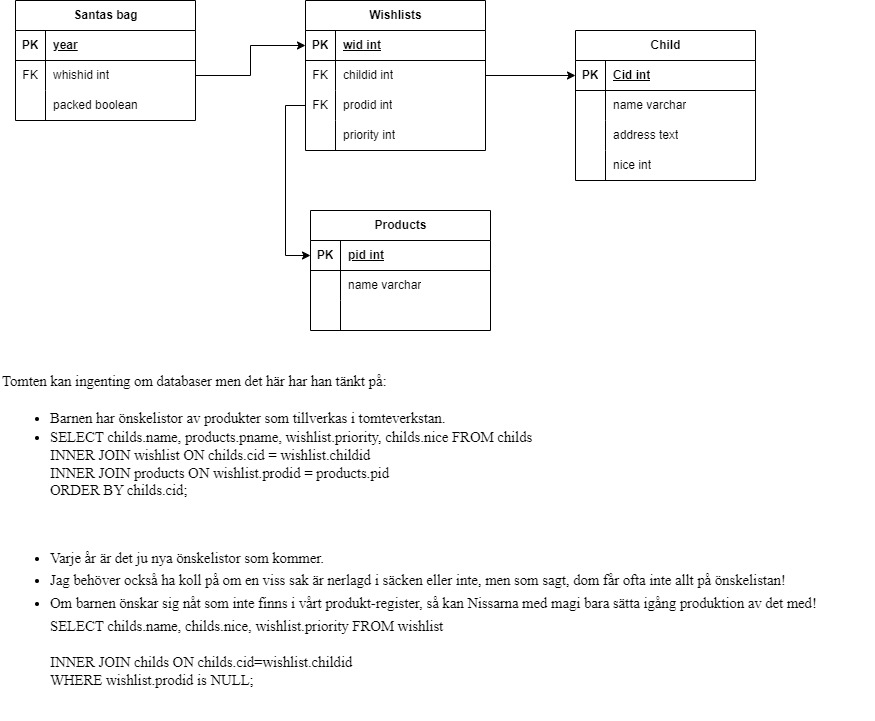 Santas bag
PK year
FK whishid int
packed boolean
Wishlists
PK wid int
FK childid int
FK prodid int
priority int
Child
PK Cid int
name varchar
address text
nice int
Products
PK pid int
name varchar
Tomten kan ingenting om databaser men det här har han tänkt på:
• Barnen har önskelistor av produkter som tillverkas i tomteverkstan.
• SELECT childs.name, products.pname, wishlist.priority, childs.nice FROM childs
INNER JOIN wishlist ON childs.cid = wishlist.childid
INNER JOIN products ON wishlist.prodid = products.pid
ORDER BY childs.cid;
• Varje år är det ju nya önskelistor som kommer.
• Jag behöver också ha koll på om en viss sak är nerlagd i säcken eller inte, men som sagt, dom får ofta inte allt på önskelistan!
• Om barnen önskar sig nåt som inte finns i vårt produkt-register, så kan Nissarna med magi bara sätta igång produktion av det med!
SELECT childs.name, childs.nice, wishlist.priority FROM wishlist
INNER JOIN childs ON childs.cid=wishlist.childid
WHERE wishlist.prodid is NULL;